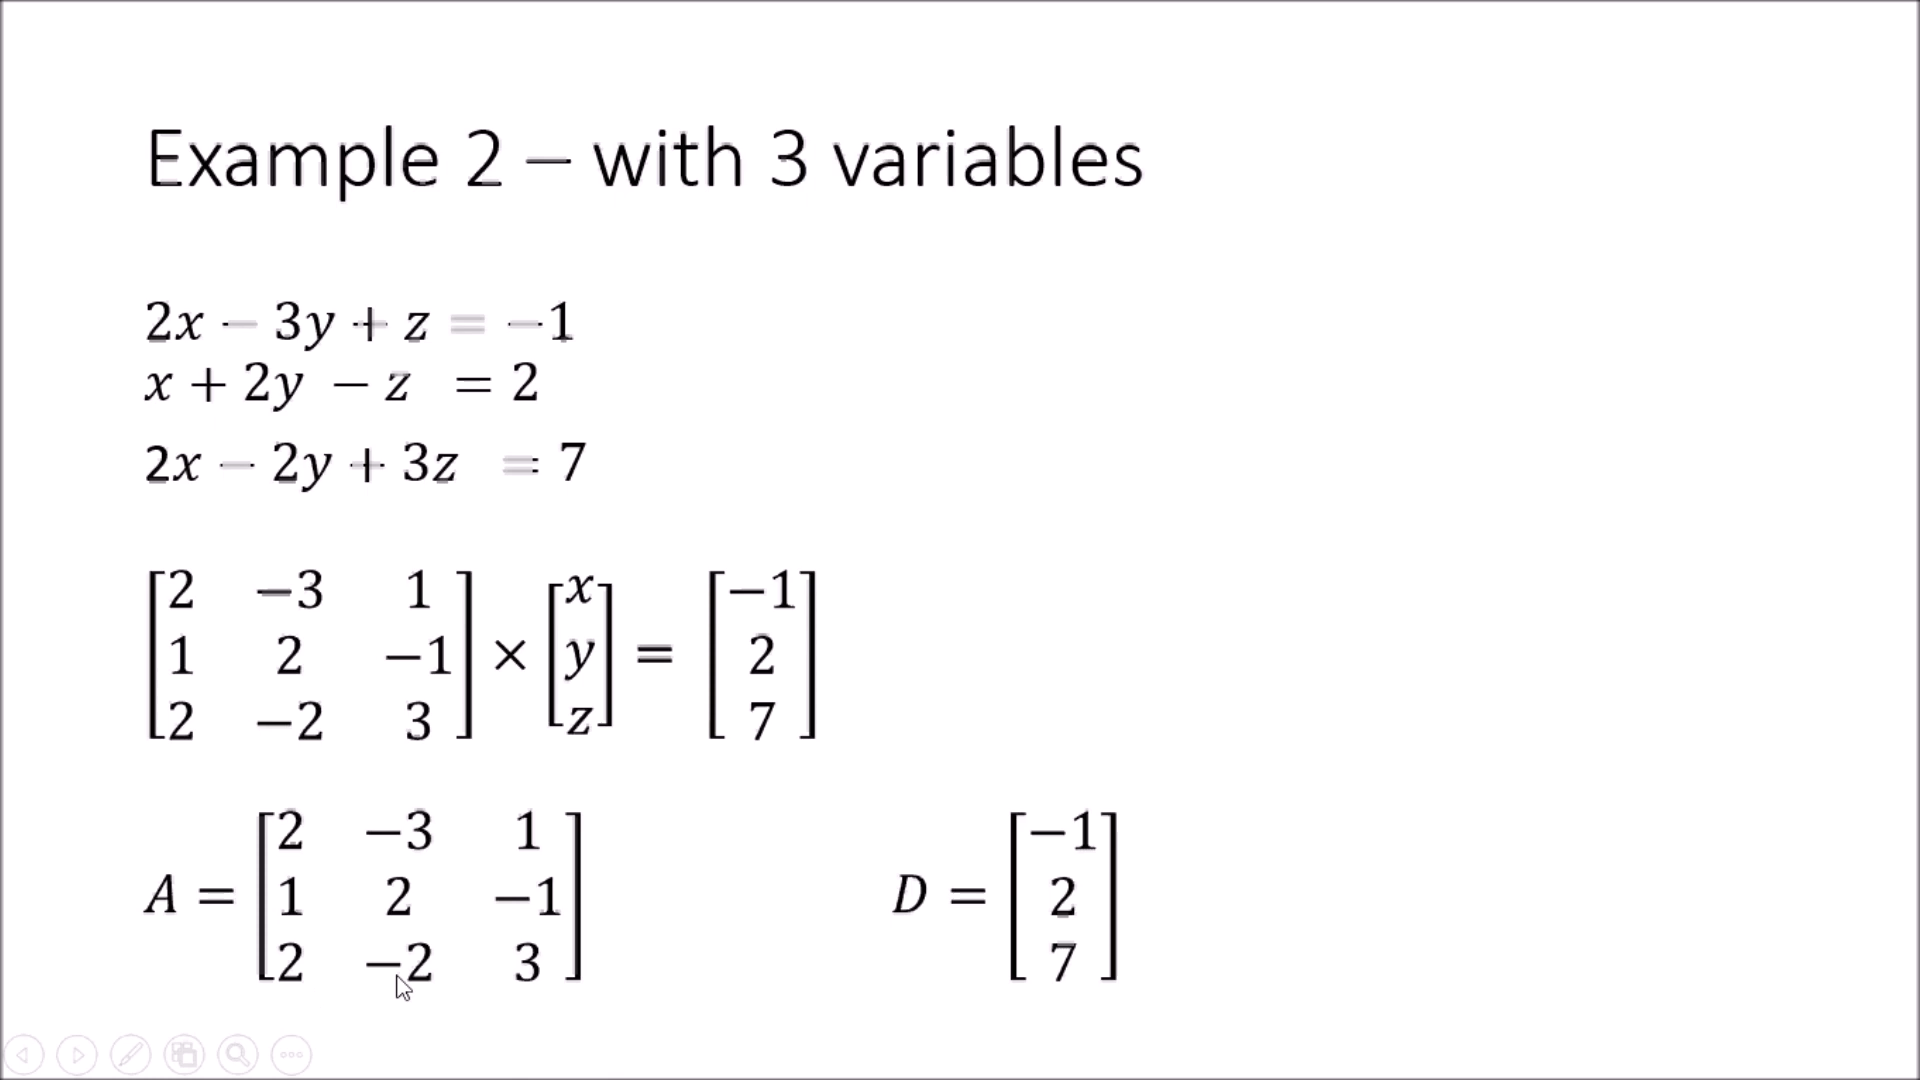 Example 2 – with 3 variables
2x − 3y + z = −1
x + 2y − z = 2
2x − 2y + 3z = 7
[2 −3 1
1 2 −1
2 −2 3] × [x
y
z] = [−1
2
7]
A = [2 −3 1
1 2 −1
2 −2 3]
D = [−1
2
7]